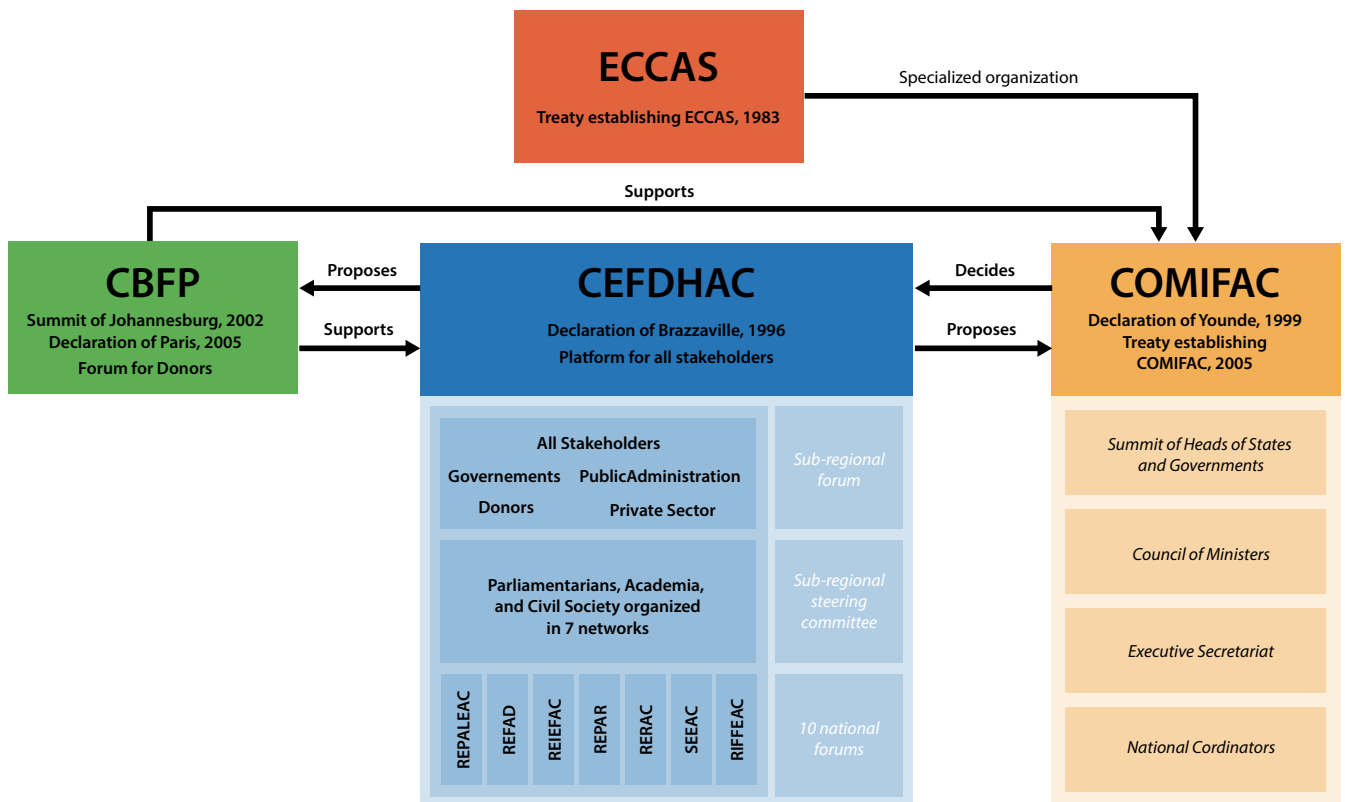 ECCAS
Treaty establishing ECCAS, 1983
Specialized organization
Supports
CBFP
Summit of Johannesburg, 2002
Declaration of Paris, 2005
Forum for Donors
Proposes
Supports
CEFDHAC
Declaration of Brazzaville, 1996
Platform for all stakeholders
Decides
Proposes
COMIFAC
Declaration of Younde, 1999
Treaty establishing
COMIFAC, 2005
All Stakeholders
Governements
PublicAdministration
Donors
Private Sector
Sub-regional
forum
Parliamentarians, Academia,
and Civil Society organized
in 7 networks
Sub-regional
steering
committee
REPALEAC
REFAD
REIEFAC
REPAR
RERAC
SEEAC
RIFFEAC
10 national
forums
Summit of Heads of States
and Governments
Council of Ministers
Executive Secretariat
National Cordinators